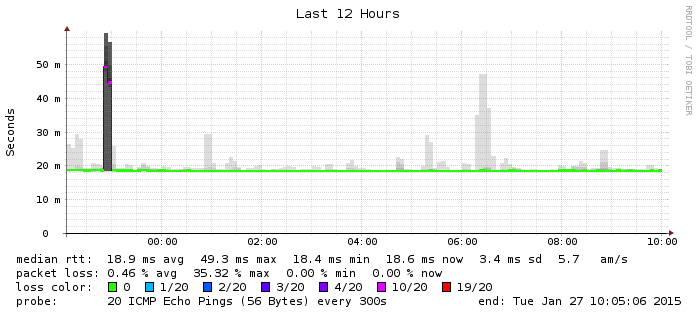 Last 12 Hours
RRDTOOL / TOBI OETIKER
Seconds
50 m
40 m
30 m
20 m
10 m
0
00:00 02:00 04:00 06:00 08:00 10:00
median rtt: 18.9 ms avg 49.3 ms max 18.4 ms min 18.6 ms now 3.4 ms sd 5.7 am/s
packet loss: 0.46 % avg 35.32 % max 0.00 % min 0.00 % now
loss color: 0 1/20 2/20 3/20 4/20 10/20 19/20
probe: 20 ICMP Echo Pings (56 Bytes) every 300s end: Tue Jan 27 10:05:06 2015